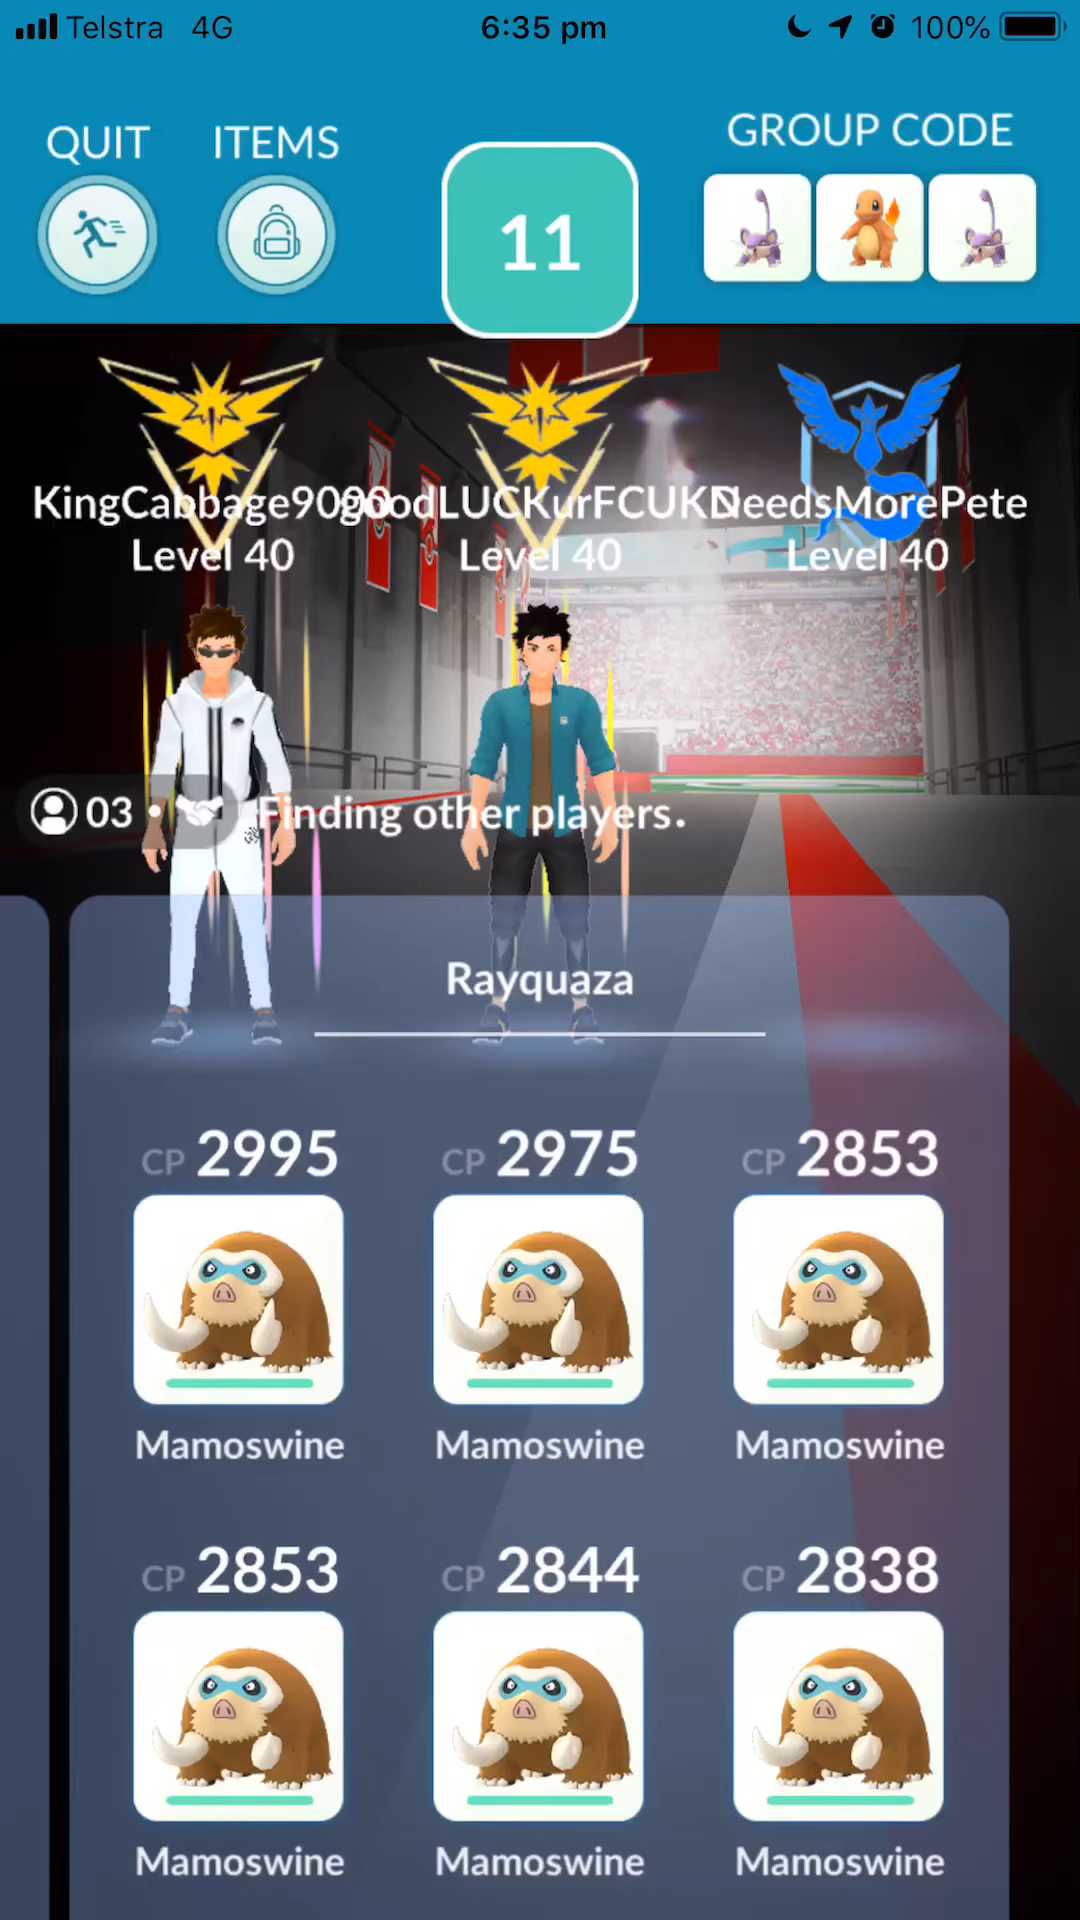 Telstra 4G 6:35 pm 100%
QUIT ITEMS GROUP CODE
11
KingCabbage9000 goodLUCKurFCUKD NeedsMorePete
Level 40 Level 40 Level 40
03 • Finding other players.
Rayquaza
CP 2995 CP 2975 CP 2853
Mamoswine Mamoswine Mamoswine
CP 2853 CP 2844 CP 2838
Mamoswine Mamoswine Mamoswine